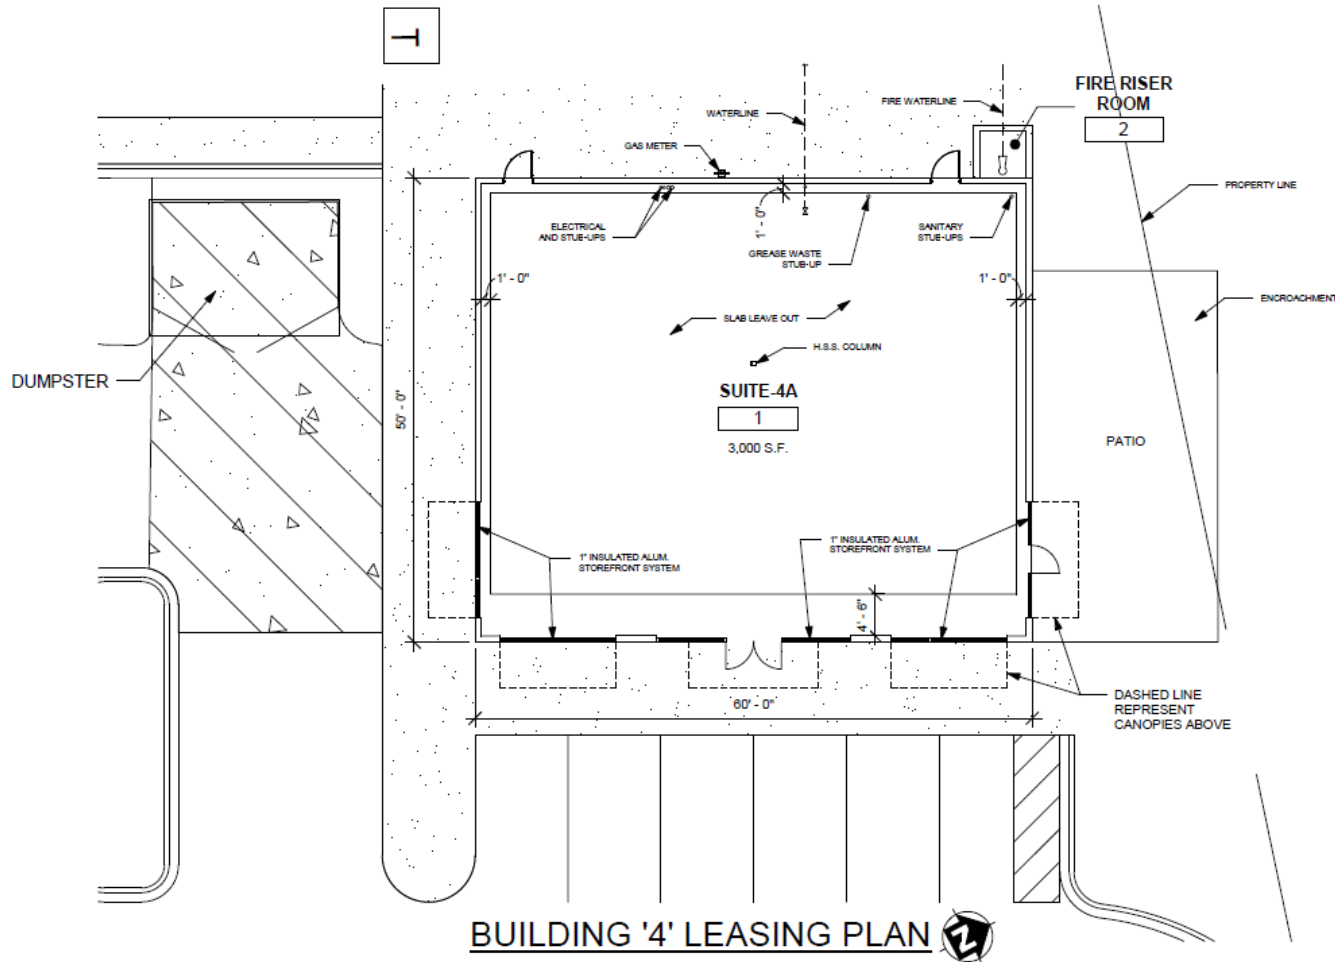 T
FIRE RISER
ROOM
2
WATERLINE
FIRE WATERLINE
GAS METER
PROPERTY LINE
ELECTRICAL
AND STUE-UPS
1' - 0"
GREASE WASTE
STUB-UP
SANITARY
STUE-UPS
1' - 0"
1' - 0"
ENCROACHMENT
SLAB LEAVE OUT
H.S.S. COLUMN
DUMPSTER
SUITE-4A
1
3,000 S.F.
50' - 0"
PATIO
1" INSULATED ALUM.
STOREFRONT SYSTEM
1" INSULATED ALUM.
STOREFRONT SYSTEM
4' - 6"
60' - 0"
DASHED LINE
REPRESENT
CANOPIES ABOVE
BUILDING '4' LEASING PLAN
N